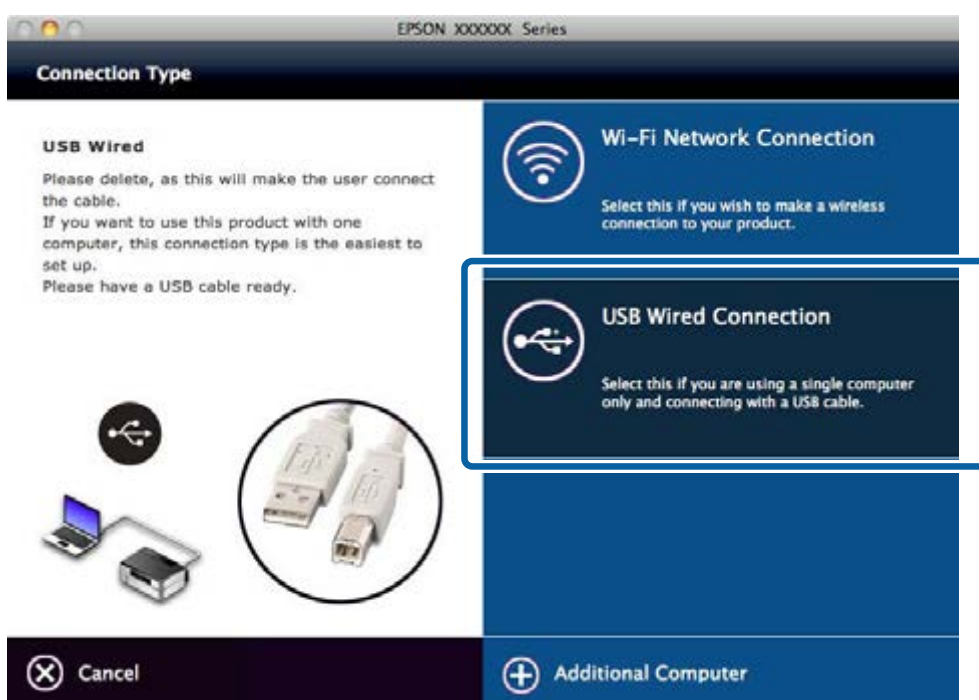 EPSON XXXXXX Series
Connection Type
USB Wired
Please delete, as this will make the user connect
the cable.
If you want to use this product with one
computer, this connection type is the easiest to
set up.
Please have a USB cable ready.
Wi-Fi Network Connection
Select this if you wish to make a wireless
connection to your product.
USB Wired Connection
Select this if you are using a single computer
only and connecting with a USB cable.
Cancel
Additional Computer